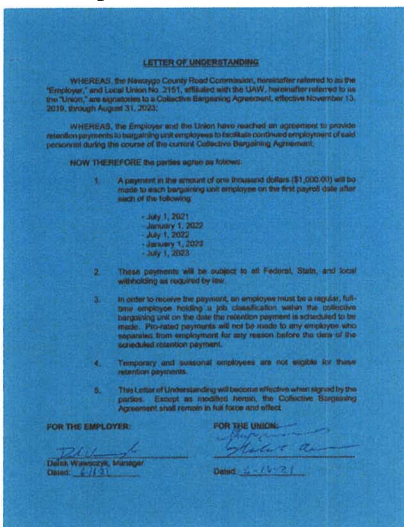 LETTER OF UNDERSTANDING
WHEREAS, the Newaygo County Road Commission, hereinafter referred to as the
"Employer," and Local Union No. 2151, affiliated with the UAW, hereinafter referred to as
the "Union," are signatories to a Collective Bargaining Agreement, effective November 13,
2019, through August 31, 2023;
WHEREAS, the Employer and the Union have reached an agreement to provide
retention payments to bargaining unit employees to facilitate continued employment of said
personnel during the course of the current Collective Bargaining Agreement;
NOW THEREFORE the parties agree as follows:
1. A payment in the amount of one thousand dollars ($1,000.00) will be
made to each bargaining unit employee on the first payroll date after
each of the following:
- July 1, 2021
- January 1, 2022
- July 1, 2022
- January 1, 2023
- July 1, 2023
2. These payments will be subject to all Federal, State, and local
withholding as required by law.
3. In order to receive the payment, an employee must be a regular, full-
time employee holding a job classification within the collective
bargaining unit on the date the retention payment is scheduled to be
made. Pro-rated payments will not be made to any employee who
separated from employment for any reason before the date of the
scheduled retention payment.
4. Temporary and seasonal employees are not eligible for these
retention payments.
5. This Letter of Understanding will become effective when signed by the
parties. Except as modified herein, the Collective Bargaining
Agreement shall remain in full force and effect.
FOR THE EMPLOYER: FOR THE UNION:
Derek Wawsczyk, Manager
Dated: Dated: 6-16-21